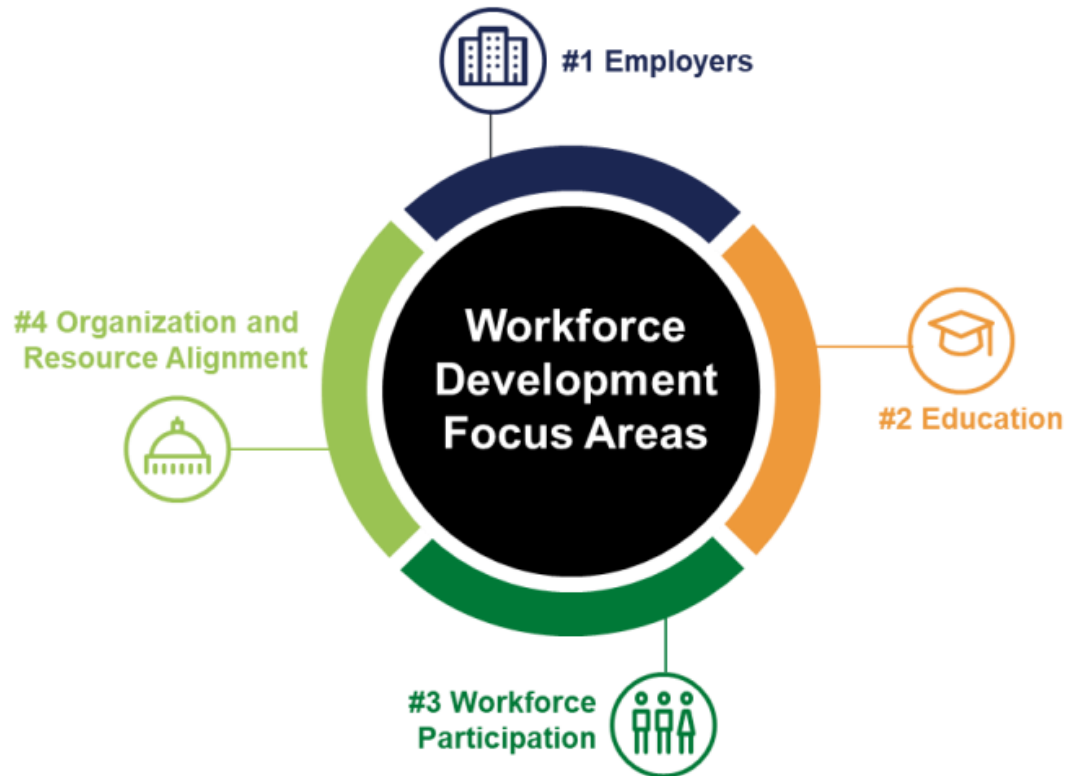 #1 Employers
Workforce
Development
Focus Areas
#2 Education
#3 Workforce
Participation
#4 Organization and
Resource Alignment